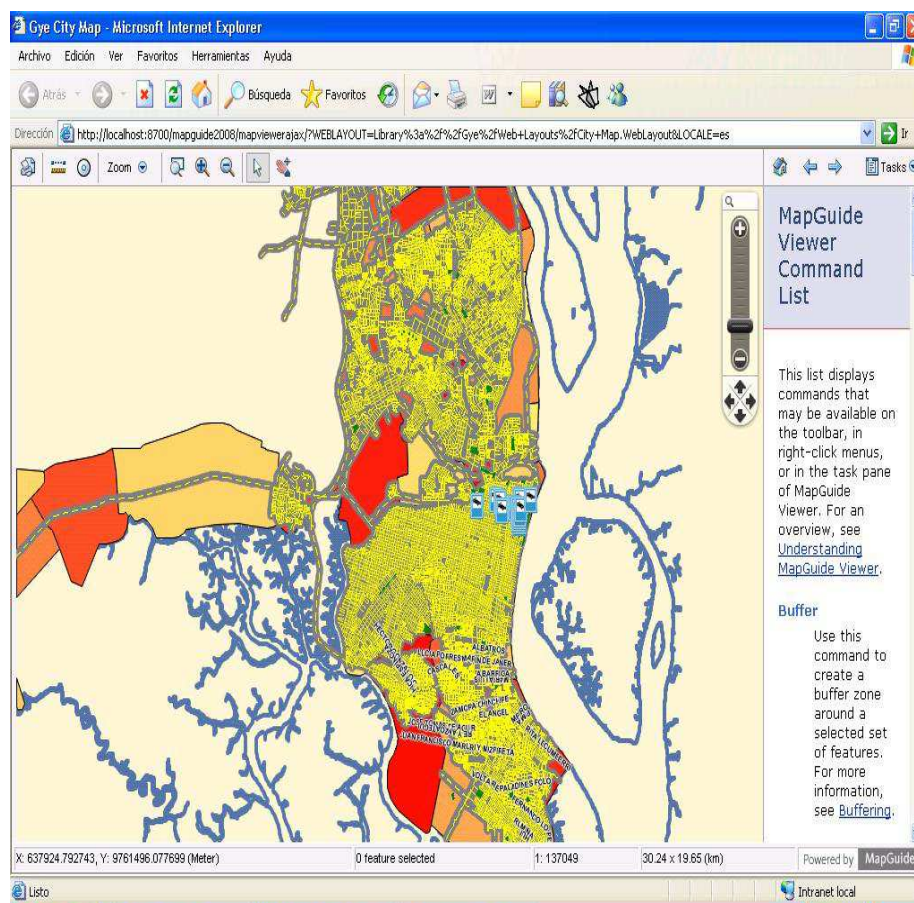 Gye City Map - Microsoft Internet Explorer
Archivo Edición Ver Favoritos Herramientas Ayuda
Atrás Búsqueda Favoritos
Dirección http://localhost:8700/mapguide2008/mapviewerajax/?WEBLAYOUT=Library%3a%2f%2fGye%2fWeb+Layouts%2fCity+Map.WebLayout&LOCALE=es Ir
Zoom Tasks
MapGuide
Viewer
Command
List
This list displays
commands that
may be available on
the toolbar, in
right-click menus,
or in the task pane
of MapGuide
Viewer. For an
overview, see
Understanding
MapGuide Viewer.
Buffer
Use this
command to
create a
buffer zone
around a
selected set
of features.
For more
information,
see Buffering.
ALBATROS
CASCALES
ABARRIGA
EL ANGEL
X: 637924.792743, Y: 9761496.077699 (Meter) 0 feature selected 1: 137049 30.24 x 19.65 (km) Powered by MapGuide
Listo Intranet local